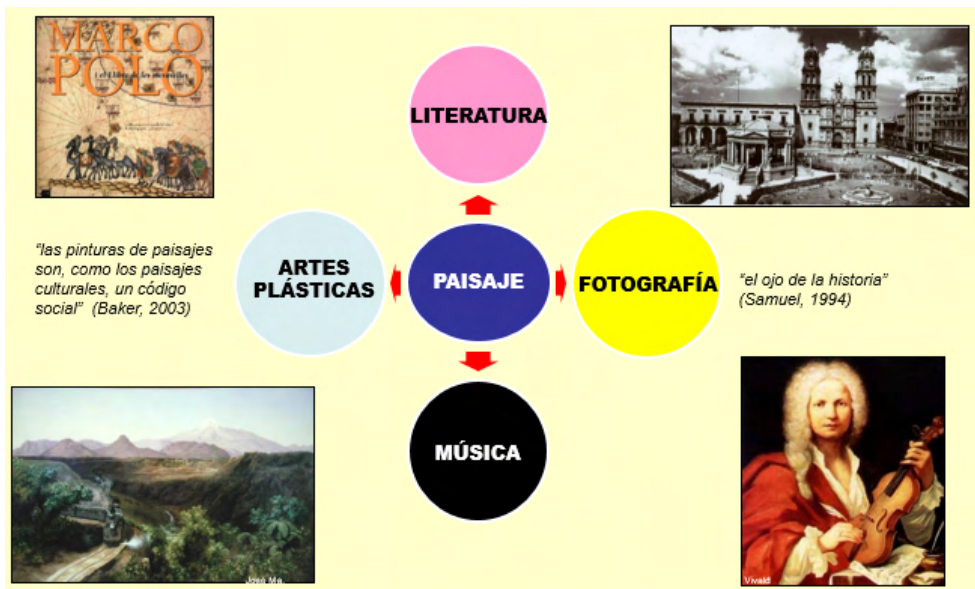 MARCO
POLO
LITERATURA
"las pinturas de paisajes
son, como los paisajes
culturales, un código
social" (Baker, 2003)
ARTES
PLÁSTICAS
PAISAJE
FOTOGRAFÍA
"el ojo de la historia"
(Samuel, 1994)
MÚSICA
José Ma.
Vivald